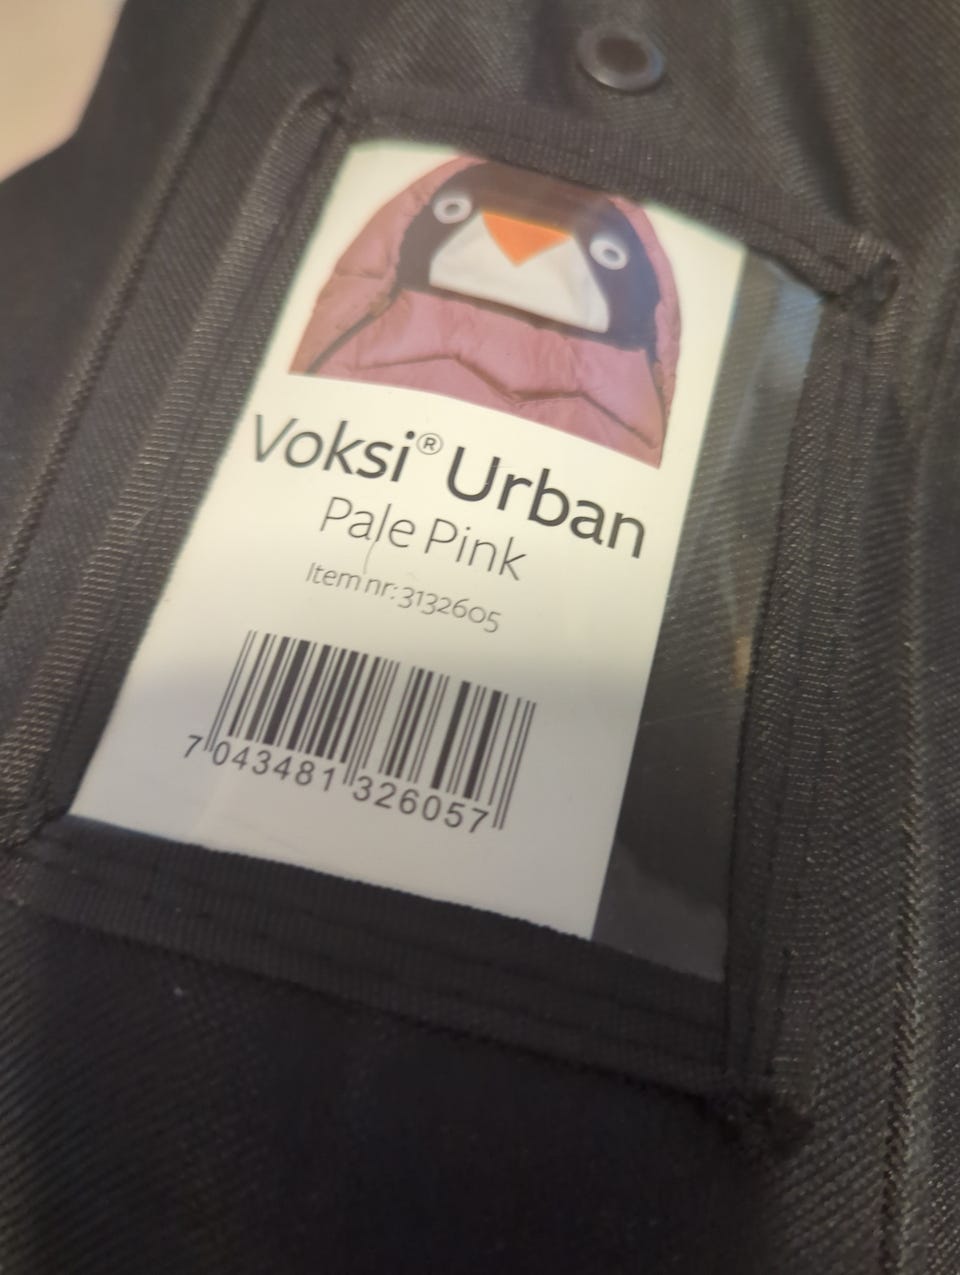 Voksi® Urban
Pale Pink
Item nr: 3132605
7 043481 326057